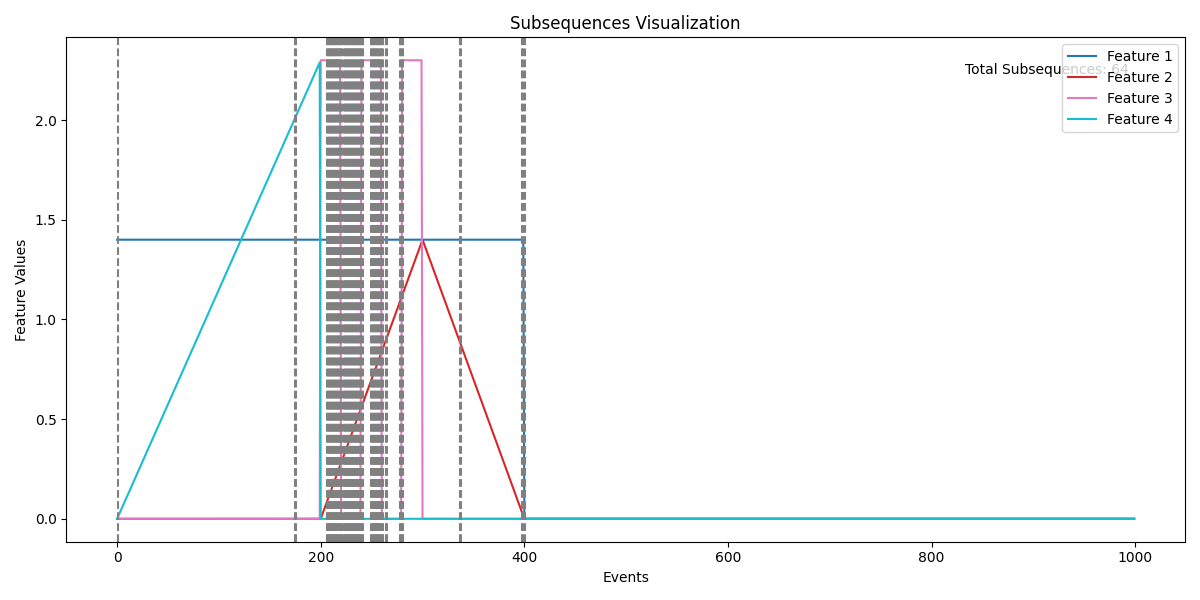 Subsequences Visualization
Total Subsequences: 64
Feature 1
Feature 2
Feature 3
Feature 4
Feature Values
2.0
1.5
1.0
0.5
0.0
0
200
400
600
800
1000
Events